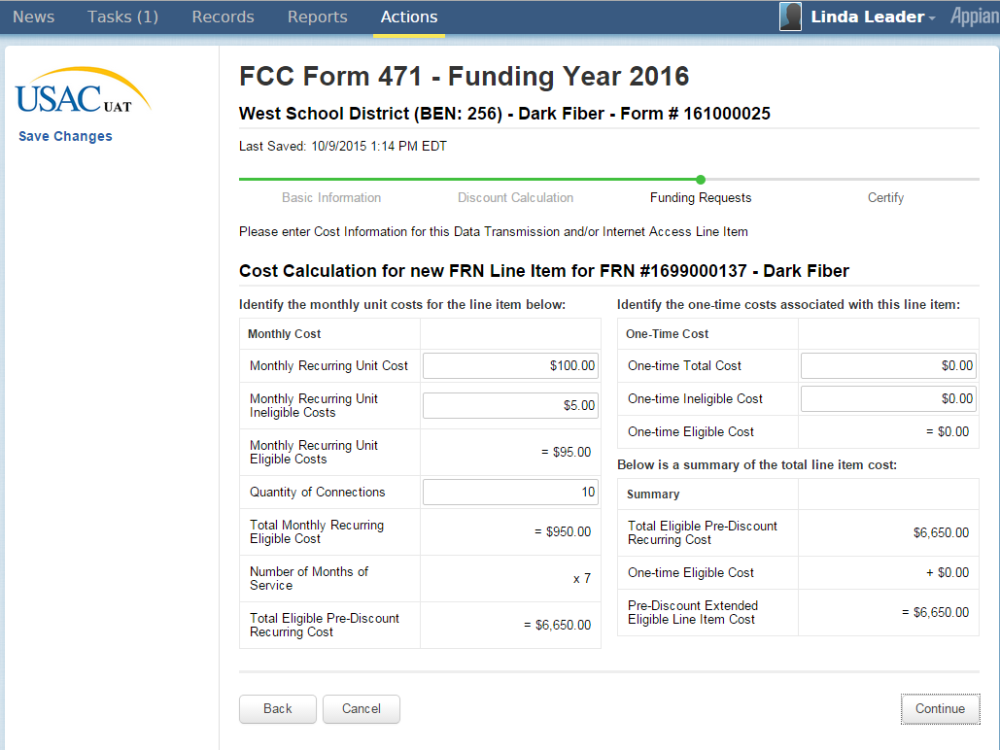 News Tasks (1) Records Reports Actions Linda Leader Appian
USAC UAT
Save Changes
FCC Form 471 - Funding Year 2016
West School District (BEN: 256) - Dark Fiber - Form # 161000025
Last Saved: 10/9/2015 1:14 PM EDT
Basic Information Discount Calculation Funding Requests Certify
Please enter Cost Information for this Data Transmission and/or Internet Access Line Item
Cost Calculation for new FRN Line Item for FRN #1699000137 - Dark Fiber
Identify the monthly unit costs for the line item below:
Monthly Cost
Monthly Recurring Unit Cost $100.00
Monthly Recurring Unit
Ineligible Costs $5.00
Monthly Recurring Unit
Eligible Costs = $95.00
Quantity of Connections 10
Total Monthly Recurring
Eligible Cost = $950.00
Number of Months of
Service x 7
Total Eligible Pre-Discount
Recurring Cost = $6,650.00
Identify the one-time costs associated with this line item:
One-Time Cost
One-time Total Cost $0.00
One-time Ineligible Cost $0.00
One-time Eligible Cost = $0.00
Below is a summary of the total line item cost:
Summary
Total Eligible Pre-Discount
Recurring Cost $6,650.00
One-time Eligible Cost + $0.00
Pre-Discount Extended
Eligible Line Item Cost = $6,650.00
Back Cancel Continue